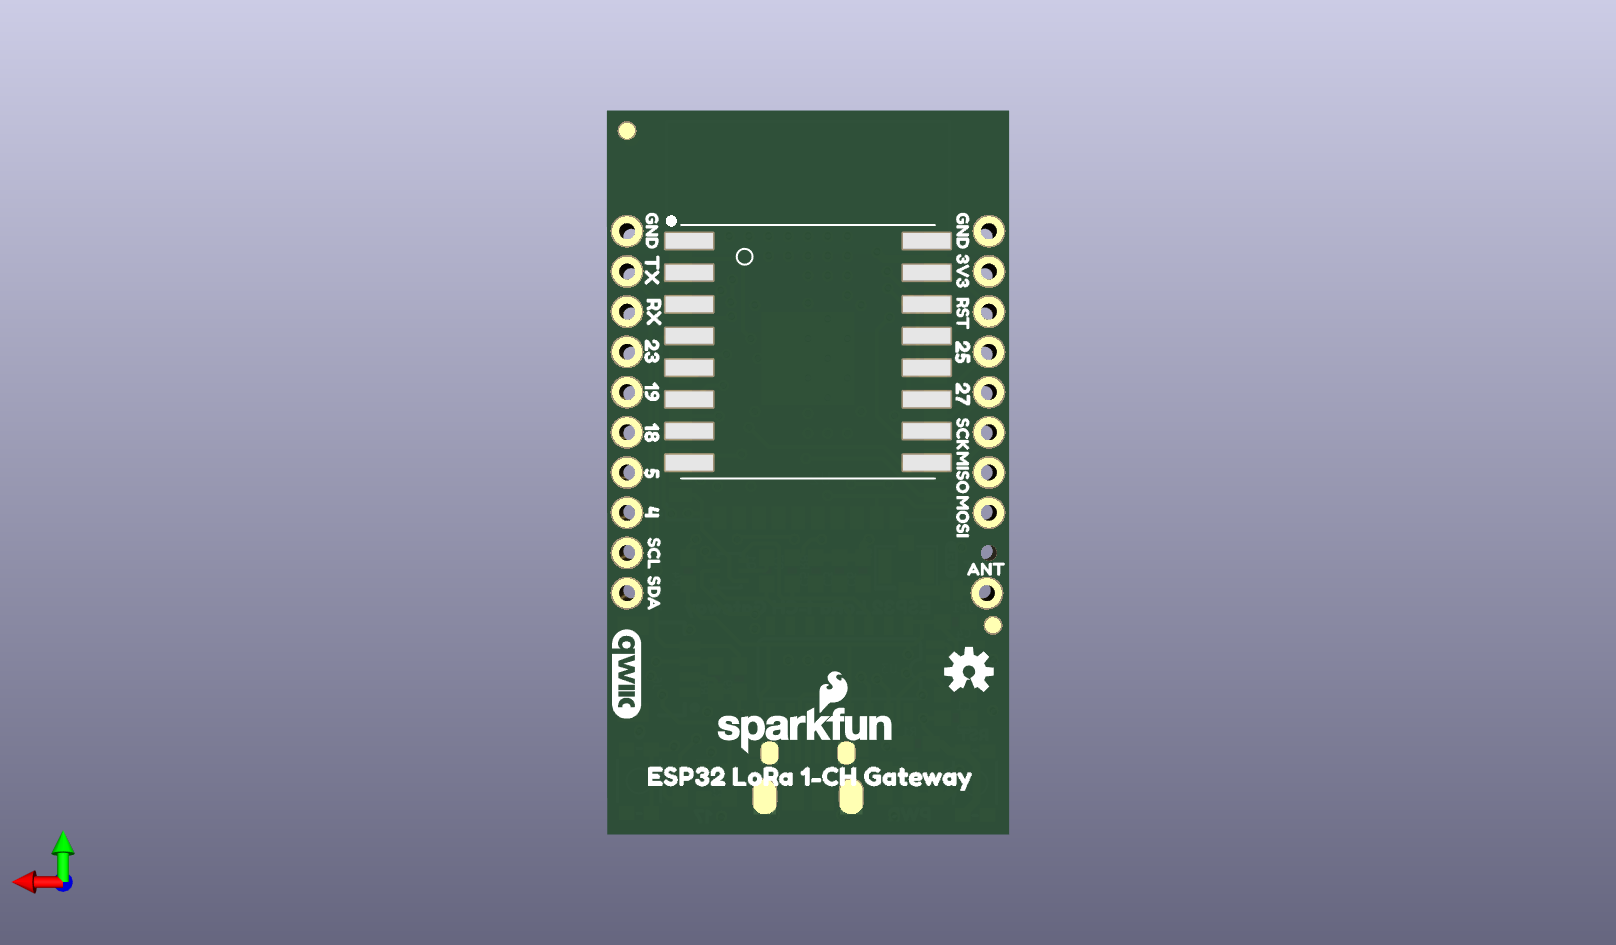 GND
TX
RX
23
19
18
5
4
SCL
SDA
GND
3V3
RST
25
27
SCK
MISO
MOSI
ANT
qwiic
sparkfun
ESP32 LoRa 1-CH Gateway